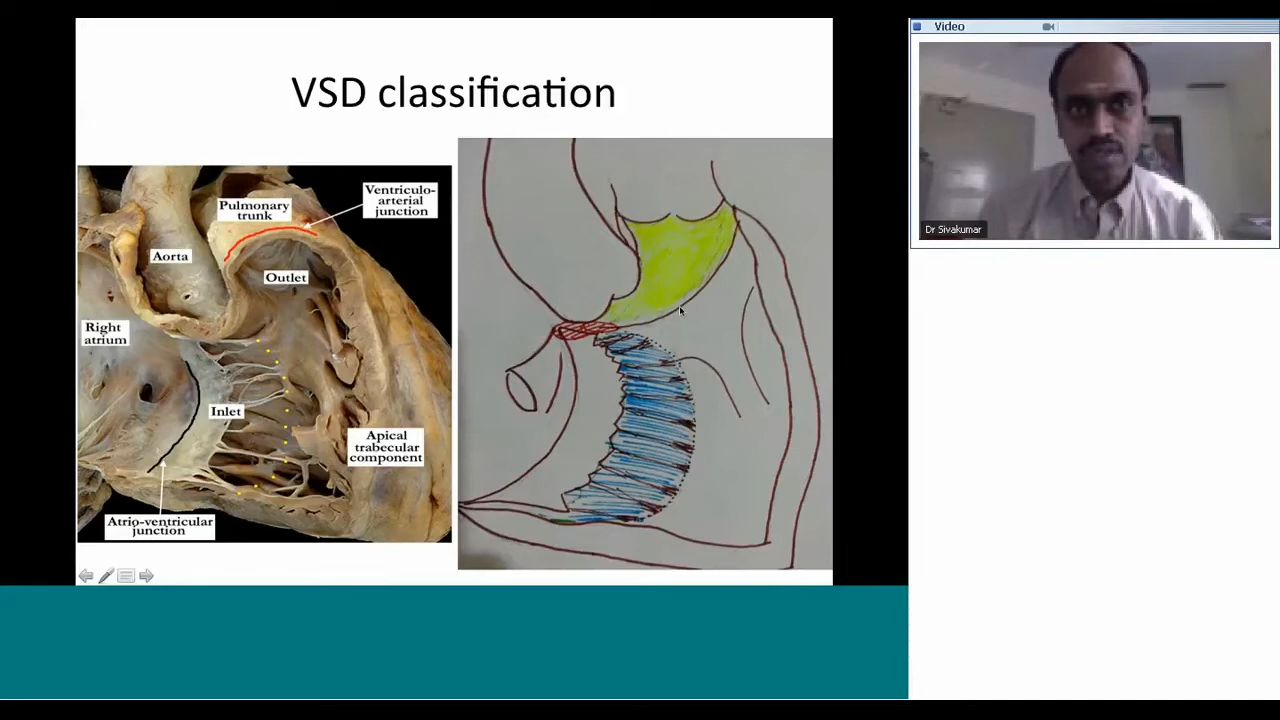 VSD classification
Ventriculo-
arterial
junction
Pulmonary
trunk
Aorta
Outlet
Right
atrium
Inlet
Apical
trabecular
component
Atrio-ventricular
junction
Video
Dr Sivakumar